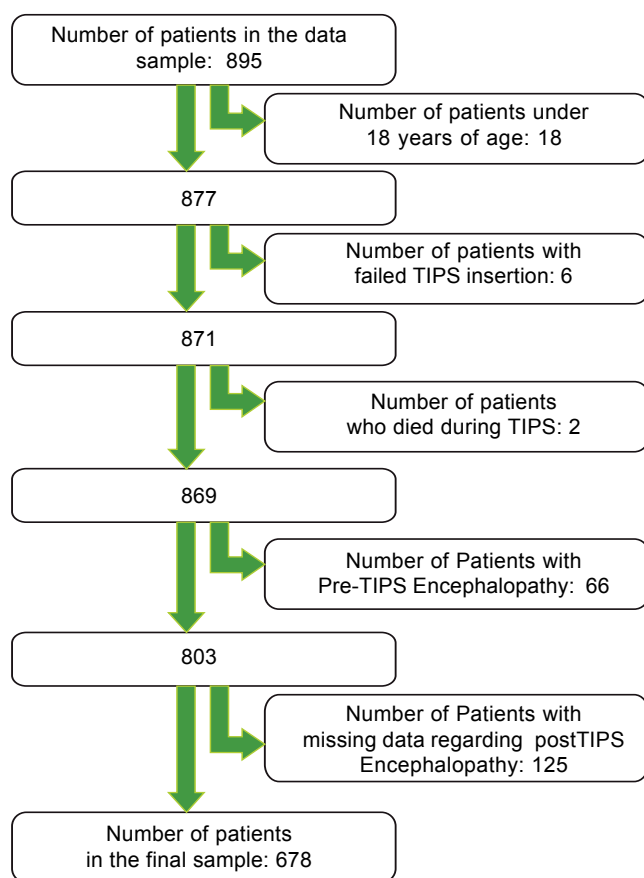 Number of patients in the data
sample: 895
Number of patients under
18 years of age: 18
877
Number of patients with
failed TIPS insertion: 6
871
Number of patients
who died during TIPS: 2
869
Number of Patients with
Pre-TIPS Encephalopathy: 66
803
Number of Patients with
missing data regarding postTIPS
Encephalopathy: 125
Number of patients
in the final sample: 678